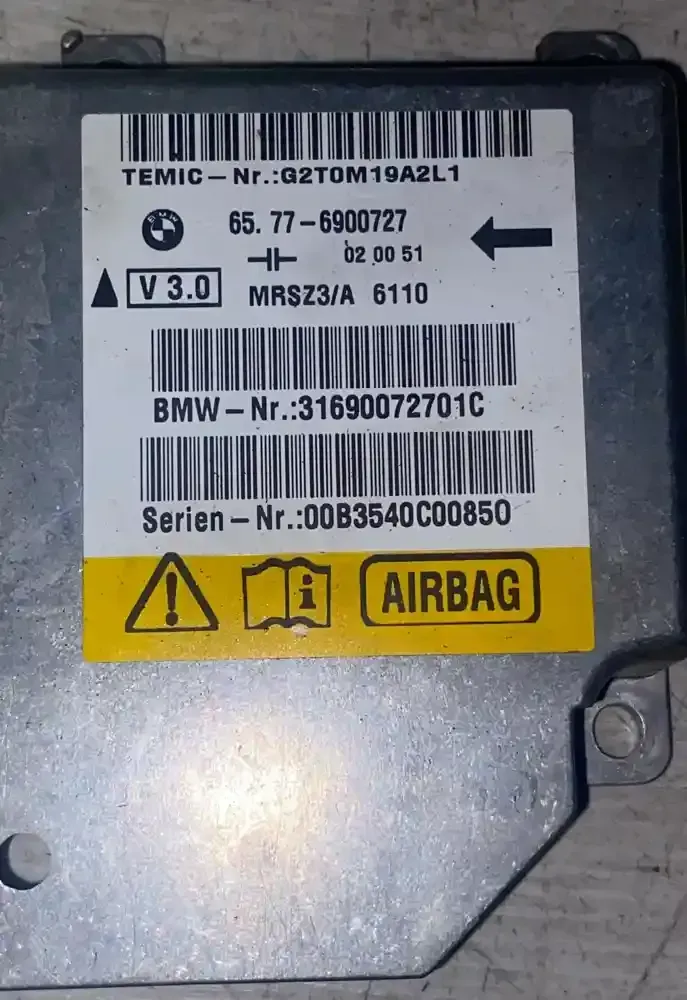 TEMIC-Nr.:G2T0M19A2L1
BMW
65. 77-6900727
02 00 51
V 3.0
MRSZ3/A 6110
BMW-Nr.:31690072701C
Serien-Nr.:00B3540C00850
i
AIRBAG